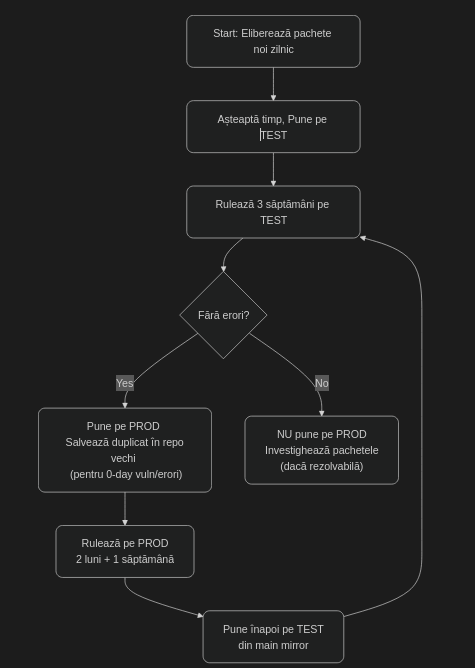 Start: Eliberează pachete
noi zilnic
Așteaptă timp, Pune pe
TEST
Rulează 3 săptămâni pe
TEST
Fără erori?
Yes
No
Pune pe PROD
Salvează duplicat în repo
vechi
(pentru 0-day vuln/erori)
NU pune pe PROD
Investighează pachetele
(dacă rezolvabilă)
Rulează pe PROD
2 luni + 1 săptămână
Pune înapoi pe TEST
din main mirror